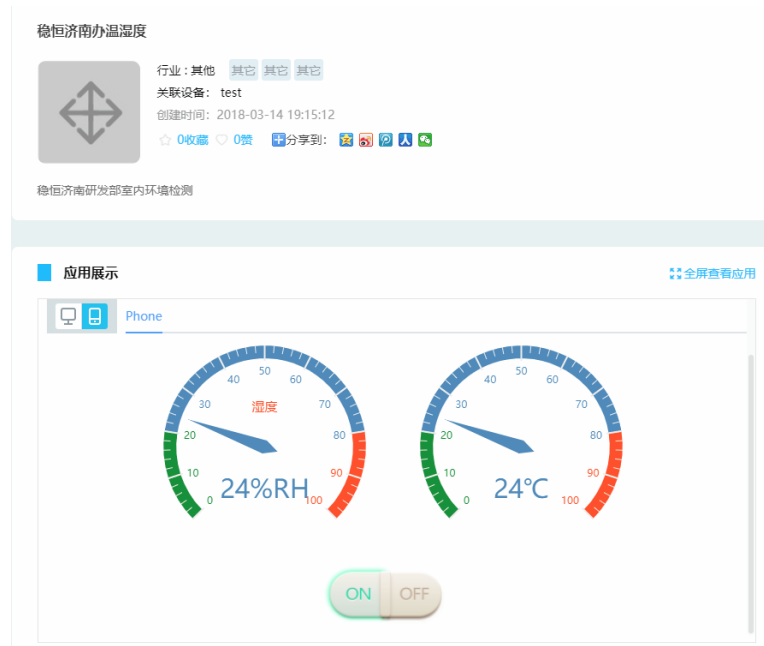 稳恒济南办温湿度
行业 : 其他 其它 其它 其它
关联设备: test
创建时间: 2018-03-14 19:15:12
0收藏 0赞 分享到:
稳恒济南研发部室内环境检测
应用展示
全屏查看应用
Phone
0 10 20 30 40 50 60 70 80 90 100
湿度
24%RH
0 10 20 30 40 50 60 70 80 90 100
24℃
ON OFF